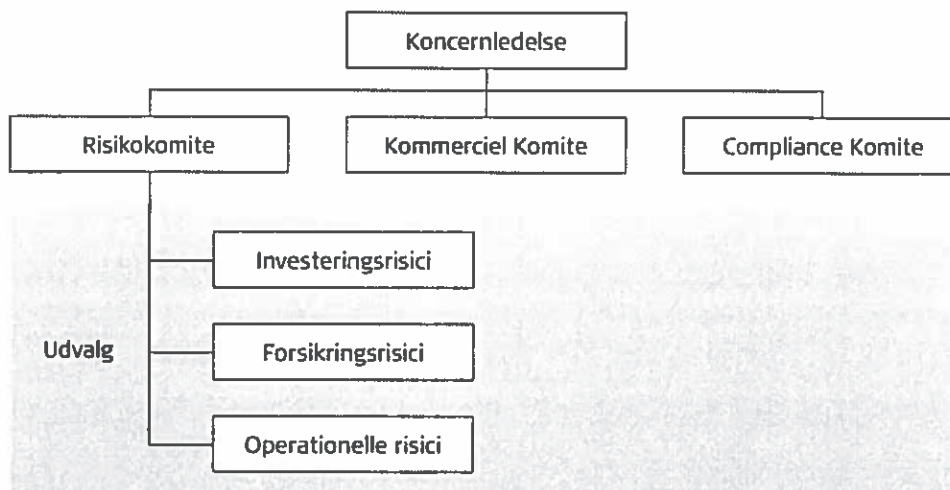 Koncernledelse
Risikokomite
Kommerciel Komite
Compliance Komite
Investeringsrisici
Udvalg
Forsikringsrisici
Operationelle risici